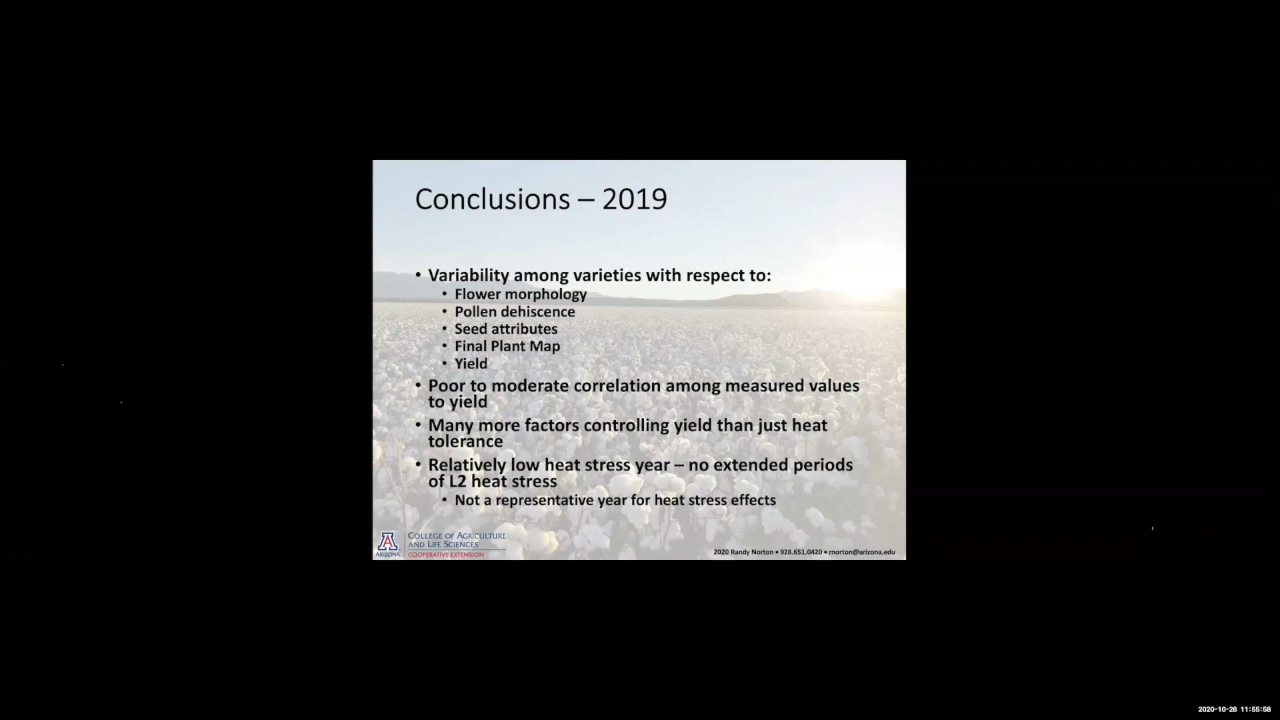 Conclusions – 2019
• Variability among varieties with respect to:
• Flower morphology
• Pollen dehiscence
• Seed attributes
• Final Plant Map
• Yield
• Poor to moderate correlation among measured values
to yield
• Many more factors controlling yield than just heat
tolerance
• Relatively low heat stress year – no extended periods
of L2 heat stress
• Not a representative year for heat stress effects
A
ARIZONA
COLLEGE OF AGRICULTURE
AND LIFE SCIENCES
COOPERATIVE EXTENSION
2020 Randy Norton • 928.651.0420 • rnorton@arizona.edu
2020-10-28 11:55:58